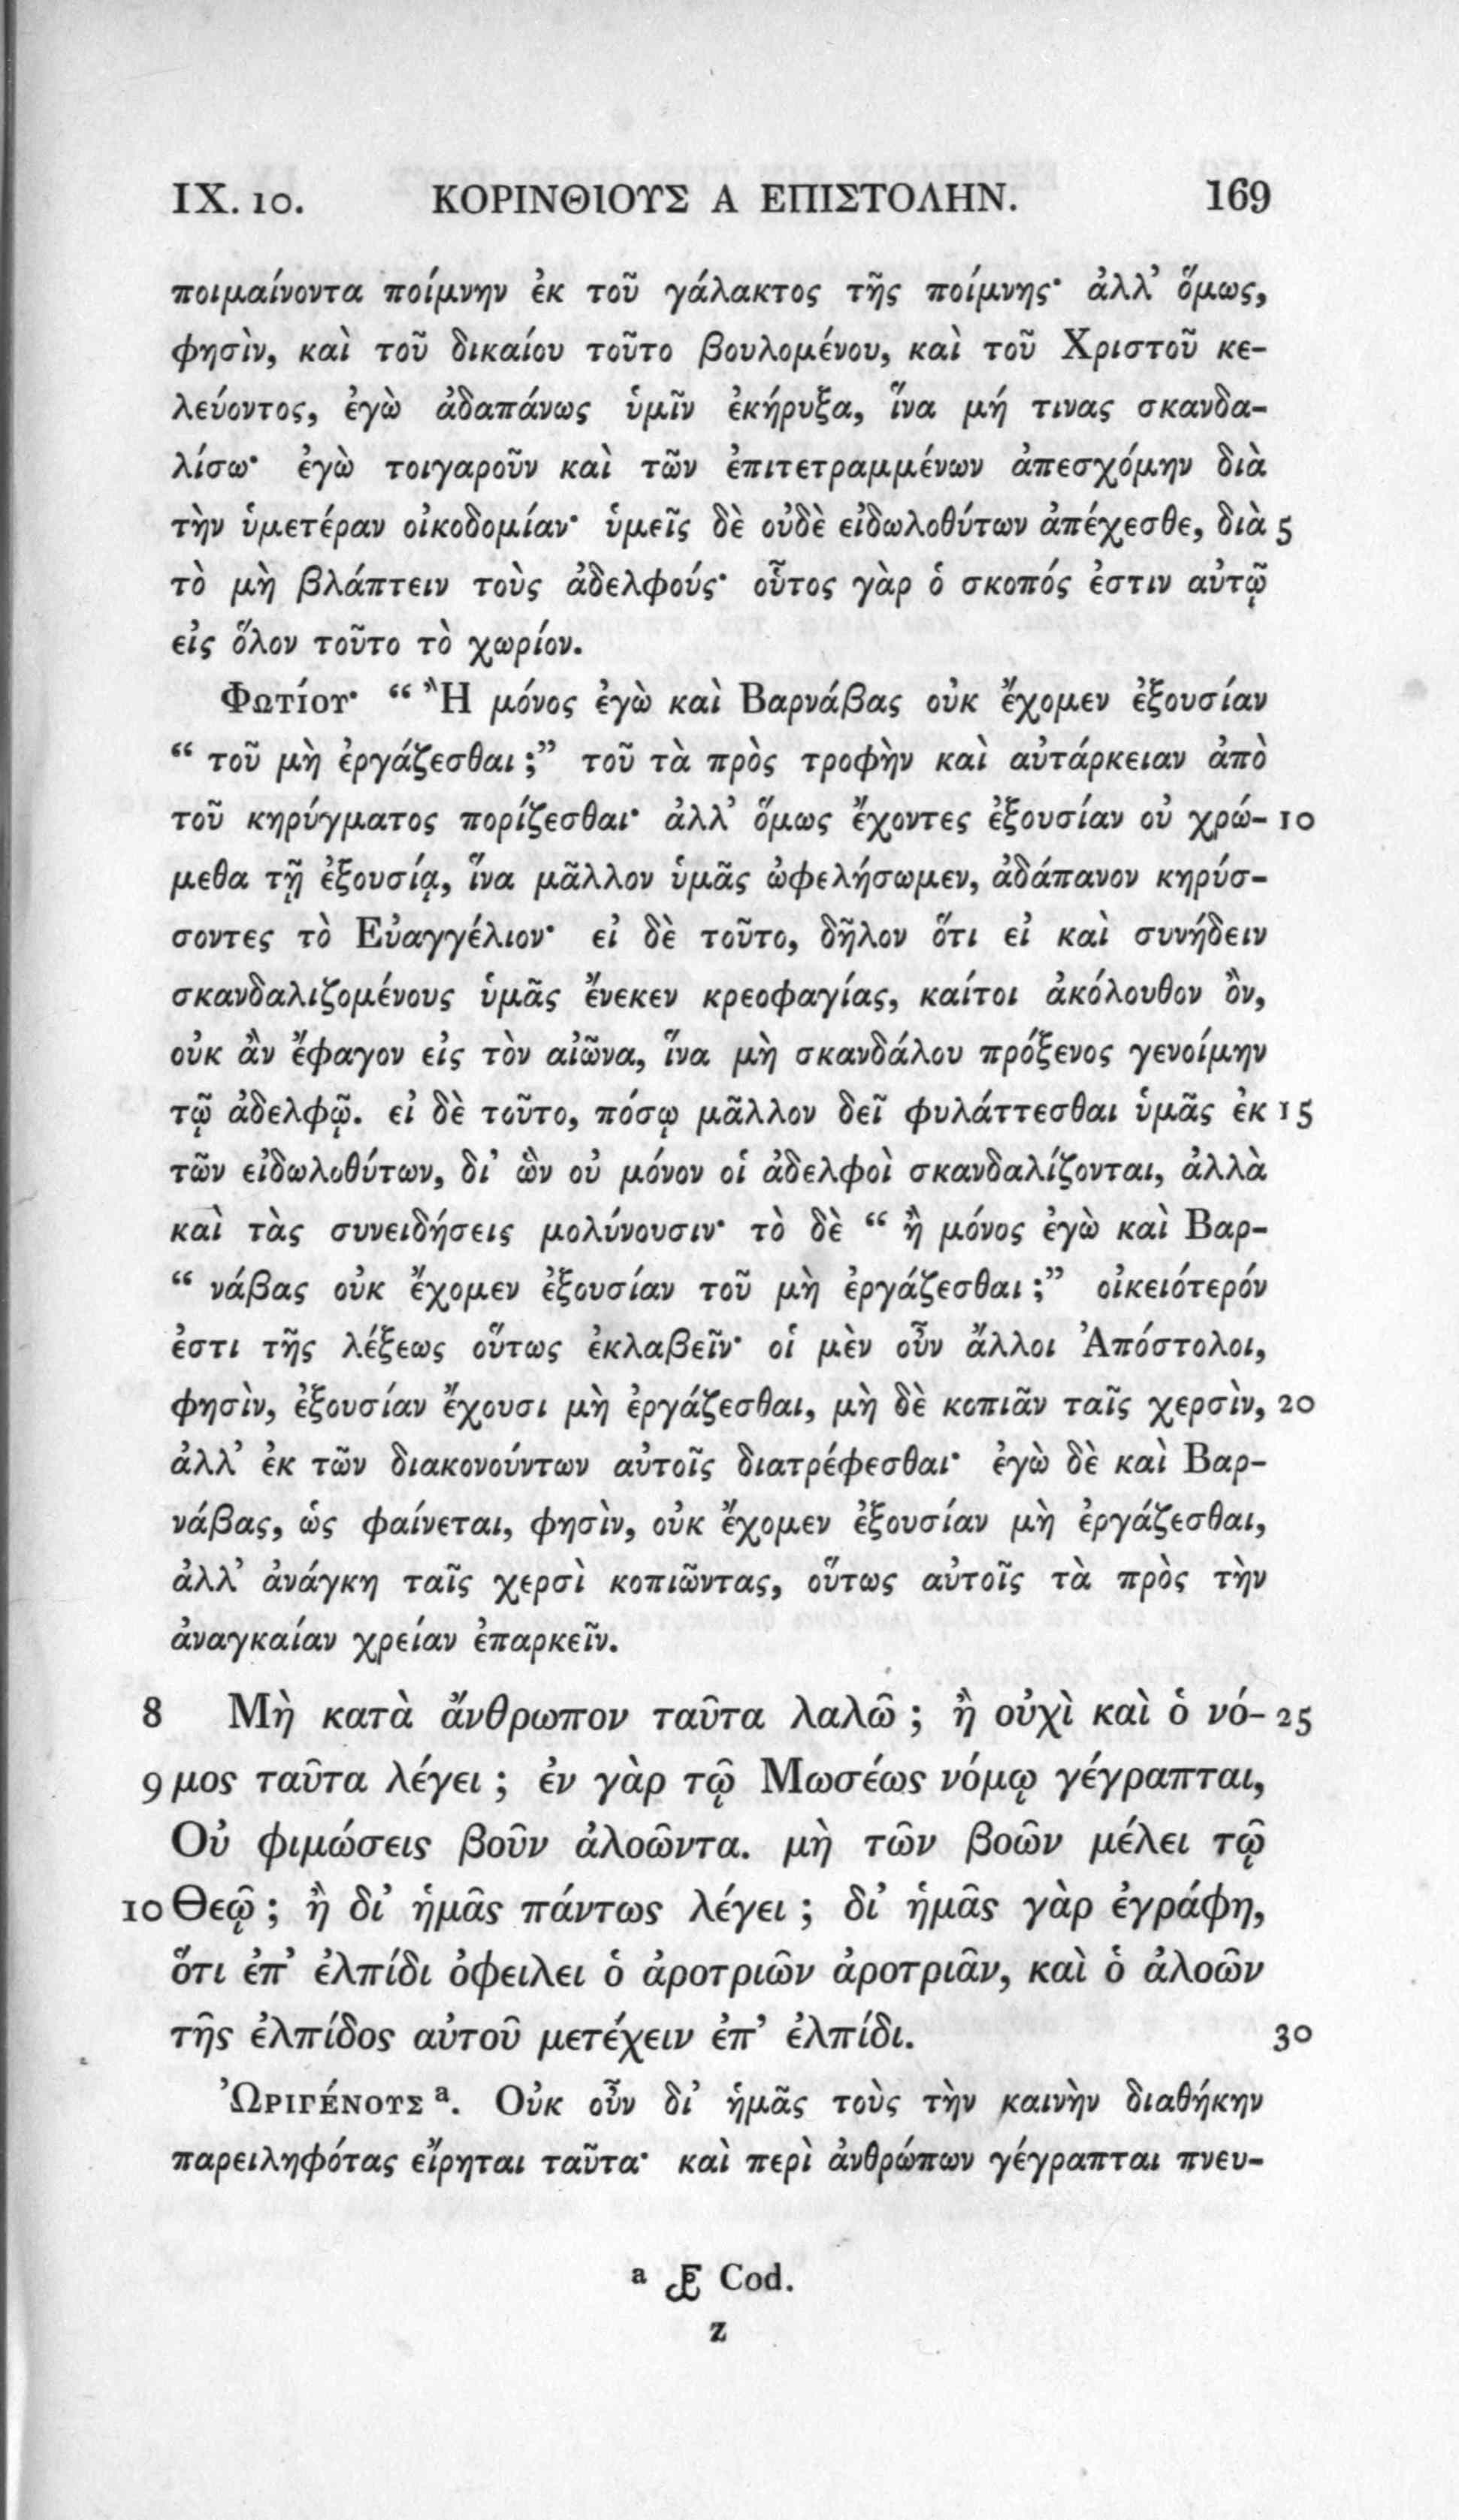 IX. 10. ΚΟΡΙΝΘΙΟΥΣ Α ΕΠΙΣΤΟΛΗΝ. 169
ποιμαίνοντα ποίμνην ἐκ τοῦ γάλακτος τῆς ποίμνης· ἀλλ’ ὅμως,
φησὶν, καὶ τοῦ δικαίου τοῦτο βουλομένου, καὶ τοῦ Χριστοῦ κε-
λεύοντος, ἐγὼ ἀδαπάνως ὑμῖν ἐκήρυξα, ἵνα μή τινας σκανδα-
λίσω· ἐγὼ τοιγαροῦν καὶ τῶν ἐπιτετραμμένων ἀπεσχόμην διὰ
τὴν ὑμετέραν οἰκοδομίαν· ὑμεῖς δὲ οὐδὲ εἰδωλοθύτων ἀπέχεσθε, διὰ 5
τὸ μὴ βλάπτειν τοὺς ἀδελφούς· οὗτος γὰρ ὁ σκοπός ἐστιν αὐτῷ
εἰς ὅλον τοῦτο τὸ χωρίον.
Φωτίου· “ Ἢ μόνος ἐγὼ καὶ Βαρνάβας οὐκ ἔχομεν ἐξουσίαν
“ τοῦ μὴ ἐργάζεσθαι ;” τοῦ τὰ πρὸς τροφὴν καὶ αὐτάρκειαν ἀπὸ
τοῦ κηρύγματος πορίζεσθαι· ἀλλ’ ὅμως ἔχοντες ἐξουσίαν οὐ χρώ- 10
μεθα τῇ ἐξουσίᾳ, ἵνα μᾶλλον ὑμᾶς ὠφελήσωμεν, ἀδάπανον κηρύσ-
σοντες τὸ Εὐαγγέλιον· εἰ δὲ τοῦτο, δῆλον ὅτι εἰ καὶ συνῄδειν
σκανδαλιζομένους ὑμᾶς ἕνεκεν κρεοφαγίας, καίτοι ἀκόλουθον ὂν,
οὐκ ἂν ἔφαγον εἰς τὸν αἰῶνα, ἵνα μὴ σκανδάλου πρόξενος γενοίμην
τῷ ἀδελφῷ. εἰ δὲ τοῦτο, πόσῳ μᾶλλον δεῖ φυλάττεσθαι ὑμᾶς ἐκ 15
τῶν εἰδωλοθύτων, δι’ ὧν οὐ μόνον οἱ ἀδελφοὶ σκανδαλίζονται, ἀλλὰ
καὶ τὰς συνειδήσεις μολύνουσιν· τὸ δὲ “ ἢ μόνος ἐγὼ καὶ Βαρ-
“ νάβας οὐκ ἔχομεν ἐξουσίαν τοῦ μὴ ἐργάζεσθαι ;” οἰκειότερόν
ἐστι τῆς λέξεως οὕτως ἐκλαβεῖν· οἱ μὲν οὖν ἄλλοι Ἀπόστολοι,
φησὶν, ἐξουσίαν ἔχουσι μὴ ἐργάζεσθαι, μὴ δὲ κοπιᾶν ταῖς χερσὶν, 20
ἀλλ’ ἐκ τῶν διακονούντων αὐτοῖς διατρέφεσθαι· ἐγὼ δὲ καὶ Βαρ-
νάβας, ὡς φαίνεται, φησὶν, οὐκ ἔχομεν ἐξουσίαν μὴ ἐργάζεσθαι,
ἀλλ’ ἀνάγκη ταῖς χερσὶ κοπιῶντας, οὕτως αὐτοῖς τὰ πρὸς τὴν
ἀναγκαίαν χρείαν ἐπαρκεῖν.
8 Μὴ κατὰ ἄνθρωπον ταῦτα λαλῶ ; ἢ οὐχὶ καὶ ὁ νό- 25
9 μος ταῦτα λέγει ; ἐν γὰρ τῷ Μωσέως νόμῳ γέγραπται,
Οὐ φιμώσεις βοῦν ἀλοῶντα. μὴ τῶν βοῶν μέλει τῷ
10 Θεῷ ; ἢ δι’ ἡμᾶς πάντως λέγει ; δι’ ἡμᾶς γὰρ ἐγράφη,
ὅτι ἐπ’ ἐλπίδι ὀφειλει ὁ ἀροτριῶν ἀροτριᾶν, καὶ ὁ ἀλοῶν
τῆς ἐλπίδος αὐτοῦ μετέχειν ἐπ’ ἐλπίδι. 30
Ὠριγένους a. Οὐκ οὖν δι’ ἡμᾶς τοὺς τὴν καινὴν διαθήκην
παρειληφότας εἴρηται ταῦτα· καὶ περὶ ἀνθρώπων γέγραπται πνευ-
a Cod.
Z